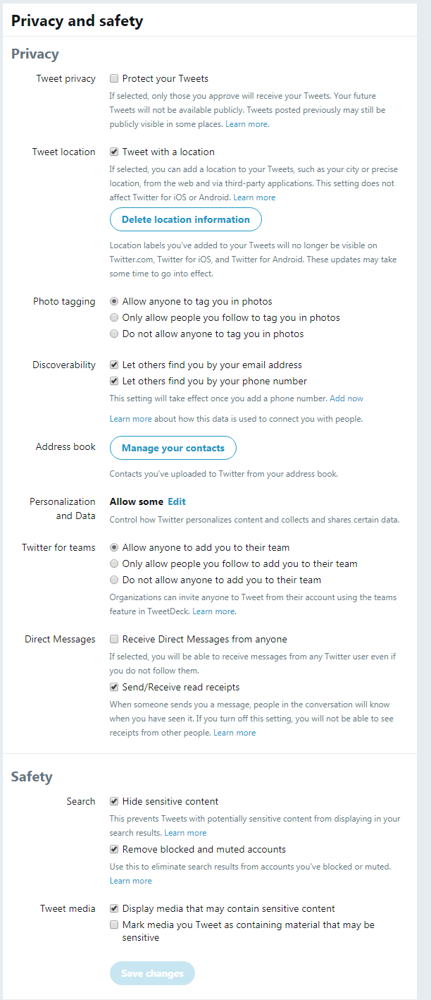 Privacy and safety
Privacy
Tweet privacy
Protect your Tweets
If selected, only those you approve will receive your Tweets. Your future
Tweets will not be available publicly. Tweets posted previously may still be
publicly visible in some places. Learn more.
Tweet location
Tweet with a location
If selected, you can add a location to your Tweets, such as your city or precise
location, from the web and via third-party applications. This setting does not
affect Twitter for iOS or Android. Learn more
Delete location information
Location labels you've added to your Tweets will no longer be visible on
Twitter.com, Twitter for iOS, and Twitter for Android. These updates may take
some time to go into effect.
Photo tagging
Allow anyone to tag you in photos
Only allow people you follow to tag you in photos
Do not allow anyone to tag you in photos
Discoverability
Let others find you by your email address
Let others find you by your phone number
This setting will take effect once you add a phone number. Add now
Learn more about how this data is used to connect you with people.
Address book
Manage your contacts
Contacts you've uploaded to Twitter from your address book.
Personalization
and Data
Allow some Edit
Control how Twitter personalizes content and collects and shares certain data.
Twitter for teams
Allow anyone to add you to their team
Only allow people you follow to add you to their team
Do not allow anyone to add you to their team
Organizations can invite anyone to Tweet from their account using the teams
feature in TweetDeck. Learn more.
Direct Messages
Receive Direct Messages from anyone
If selected, you will be able to receive messages from any Twitter user even if
you do not follow them.
Send/Receive read receipts
When someone sends you a message, people in the conversation will know
when you have seen it. If you turn off this setting, you will not be able to see
receipts from other people. Learn more
Safety
Search
Hide sensitive content
This prevents Tweets with potentially sensitive content from displaying in your
search results. Learn more
Remove blocked and muted accounts
Use this to eliminate search results from accounts you've blocked or muted.
Learn more
Tweet media
Display media that may contain sensitive content
Mark media you Tweet as containing material that may be
sensitive
Save changes